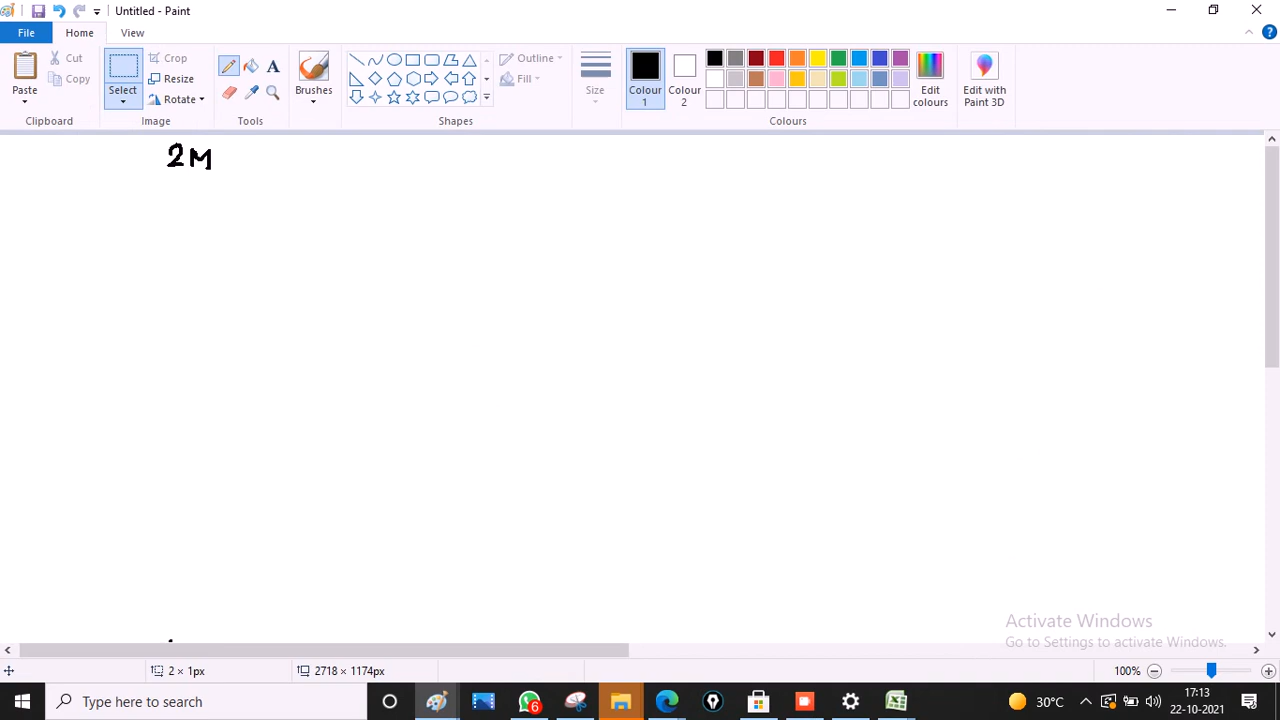 Untitled - Paint
File Home View
Paste
Cut
Copy
Clipboard
Select
Crop
Resize
Rotate
Image
Tools
Brushes
Shapes
Outline
Fill
Size
Colour 1
Colour 2
Edit colours
Edit with Paint 3D
Colours
2M
Activate Windows
Go to Settings to activate Windows.
2 × 1px
2718 × 1174px
100%
Type here to search
6
30°C
17:13
22-10-2021